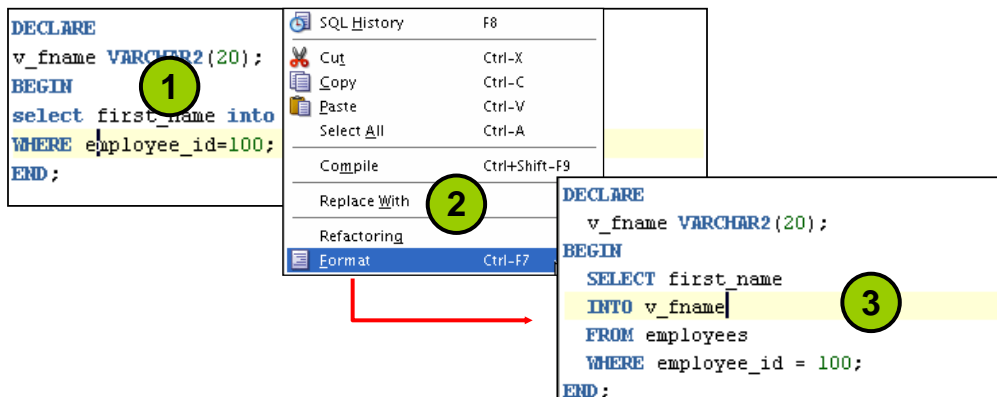 DECLARE
v_fname VARCHAR2(20);
BEGIN
select first_name into
WHERE employee_id=100;
END;
1
SQL History F8
Cut Ctrl-X
Copy Ctrl-C
Paste Ctrl-V
Select All Ctrl-A
Compile Ctrl+Shift-F9
Replace With
Refactoring
Format Ctrl-F7
2
DECLARE
v_fname VARCHAR2(20);
BEGIN
SELECT first_name
INTO v_fname
FROM employees
WHERE employee_id = 100;
END;
3